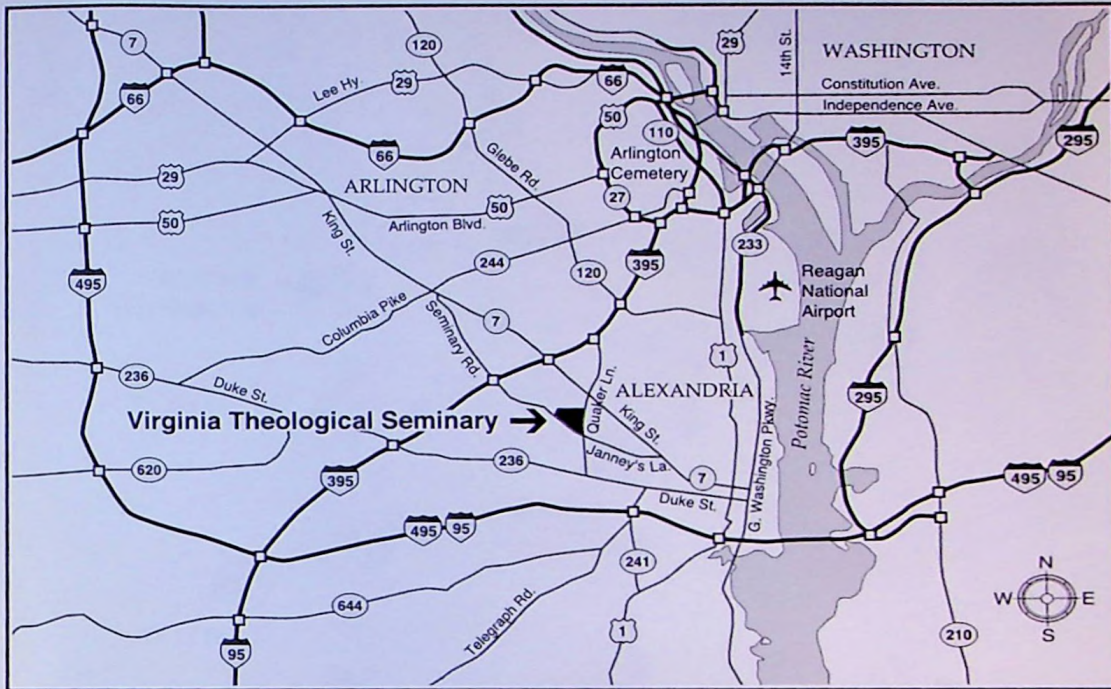 7
120
29
14th St.
WASHINGTON
Constitution Ave.
Independence Ave.
66
Lee Hy.
29
66
50
110
395
295
66
Arlington
Cemetery
29
ARLINGTON
Glebe Rd.
27
50
King St.
Arlington Blvd.
50
233
495
244
120
395
Reagan
National
Airport
Columbia Pike
Seminary Rd.
7
1
236
Duke St.
Quaker Ln.
ALEXANDRIA
Potomac River
295
Virginia Theological Seminary
King St.
G. Washington Pkwy.
620
395
236
Janney's La.
7
Duke St.
495 95
495 95
241
N
W E
S
644
Telegraph Rd.
1
210
95